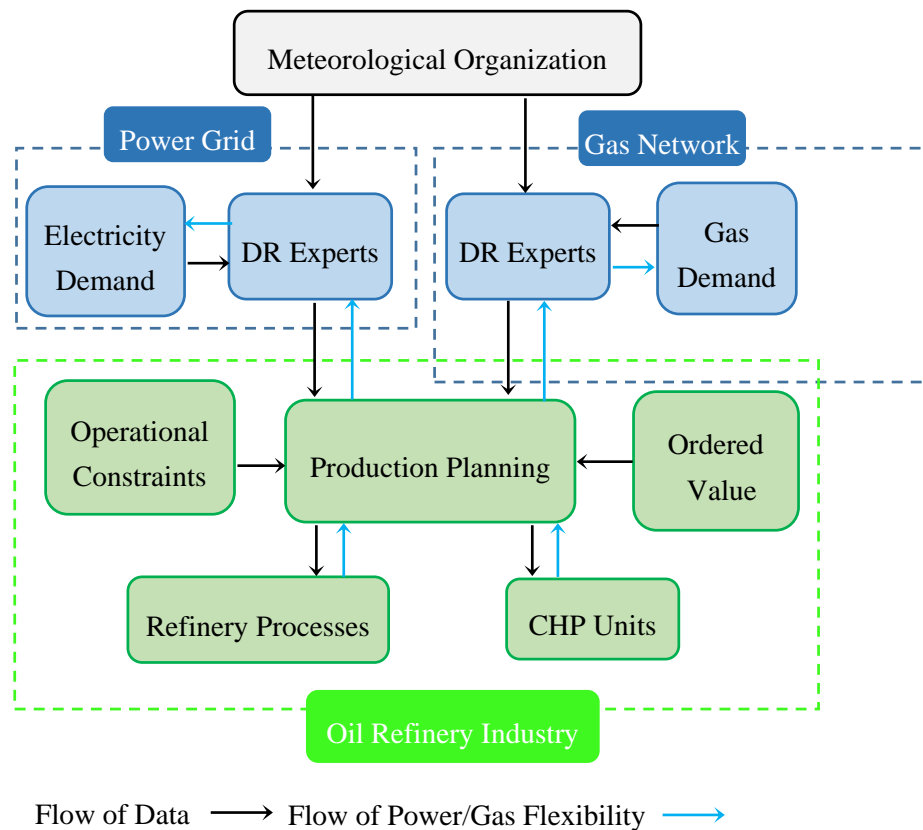 Meteorological Organization
Power Grid
Gas Network
Electricity
Demand
DR Experts
DR Experts
Gas
Demand
Operational
Constraints
Production Planning
Ordered
Value
Refinery Processes
CHP Units
Oil Refinery Industry
Flow of Data
Flow of Power/Gas Flexibility